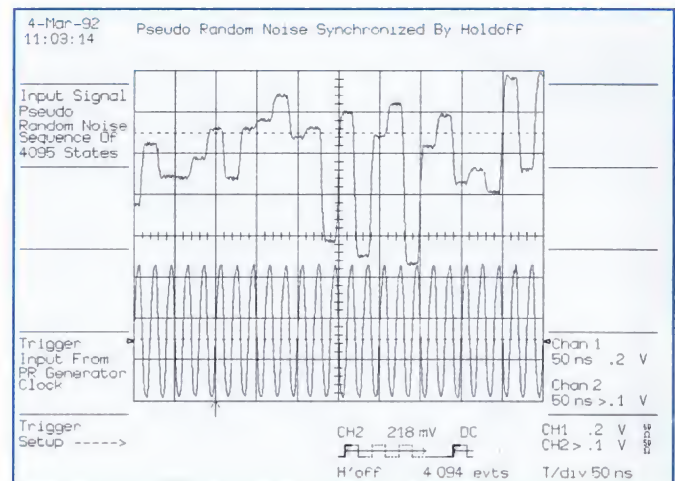 4-Mar-92
11:03:14
Pseudo Random Noise Synchronized By Holdoff
Input Signal
Pseudo
Random Noise
Sequence Of
4095 States
Trigger
Input From
PR Generator
Clock
Trigger
Setup ----->
Chan 1
50 ns .2 V
Chan 2
50 ns > .1 V
CH2 218 mV DC
H'off 4 094 evts
CH1 .2 V 50 Ω
CH2 > .1 V 50 Ω
T/div 50 ns